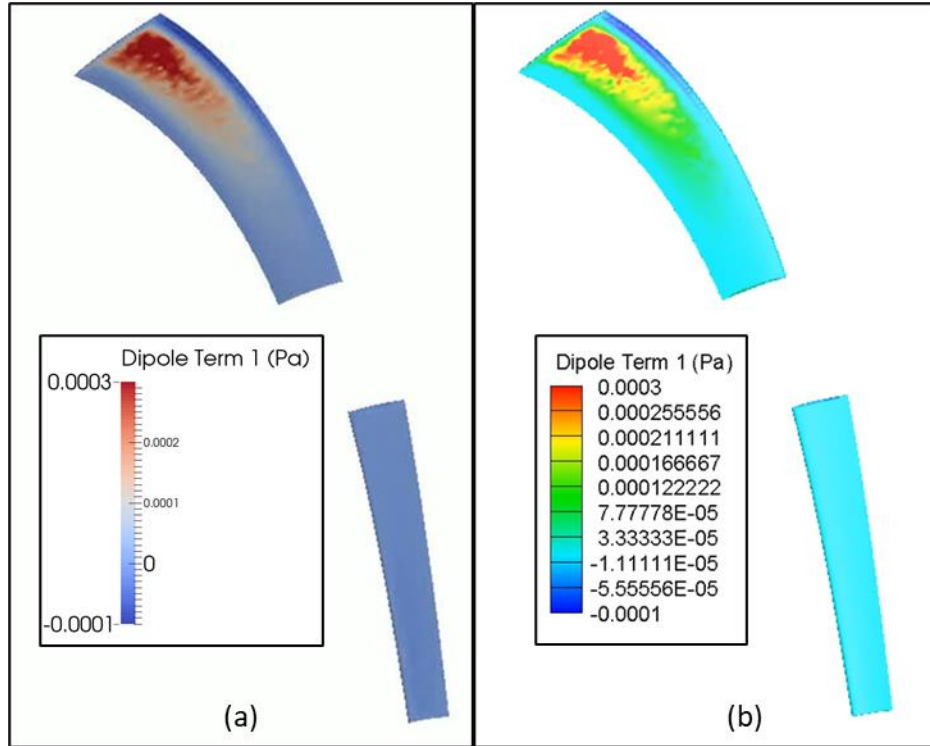 Dipole Term 1 (Pa)
0.0003
0.0002
0.0001
0
-0.0001
(a)
Dipole Term 1 (Pa)
0.0003
0.000255556
0.000211111
0.000166667
0.000122222
7.77778E-05
3.33333E-05
-1.11111E-05
-5.55556E-05
-0.0001
(b)